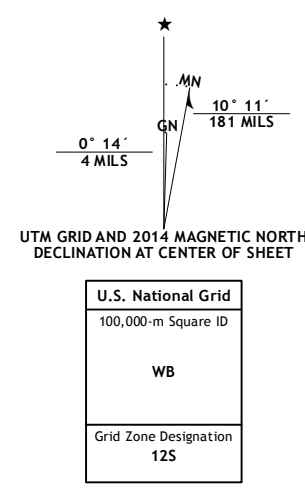 ★
MN
GN
10° 11´
181 MILS
0° 14´
4 MILS
UTM GRID AND 2014 MAGNETIC NORTH
DECLINATION AT CENTER OF SHEET
U.S. National Grid
100,000-m Square ID
WB
Grid Zone Designation
12S